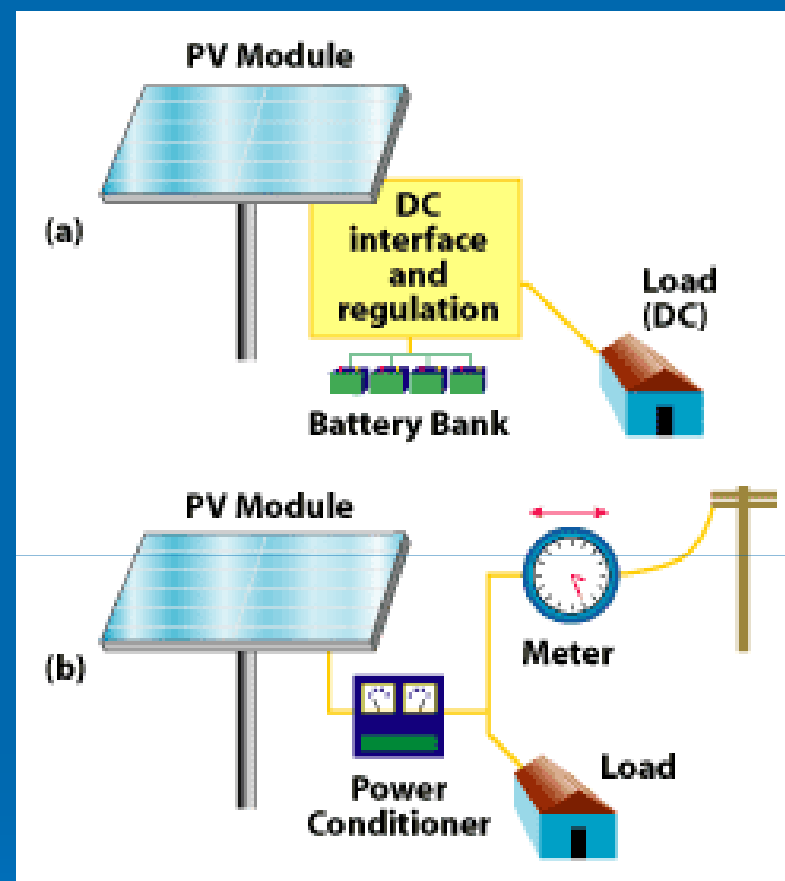 PV Module
(a)
DC
interface
and
regulation
Load
(DC)
Battery Bank
PV Module
(b)
Meter
Load
Power
Conditioner